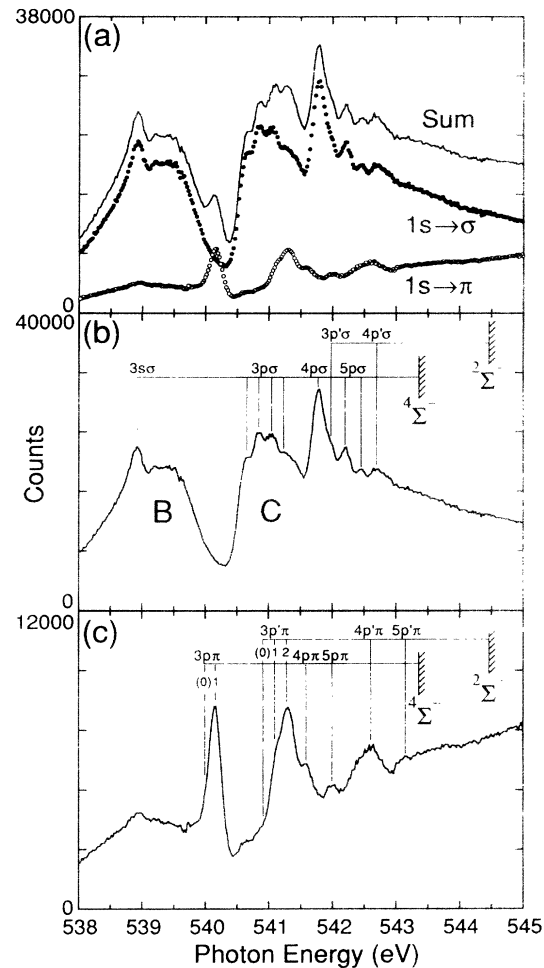 38000
(a)
Sum
1s→σ
1s→π
0
40000
(b)
3p'σ 4p'σ
3sσ 3pσ 4pσ 5pσ
²Σ⁻
⁴Σ⁻
B C
Counts
0
12000
(c)
3p'π 4p'π 5p'π
3pπ (0) 1 2 4pπ 5pπ
(0) 1
⁴Σ⁻
²Σ⁻
0
538 539 540 541 542 543 544 545
Photon Energy (eV)